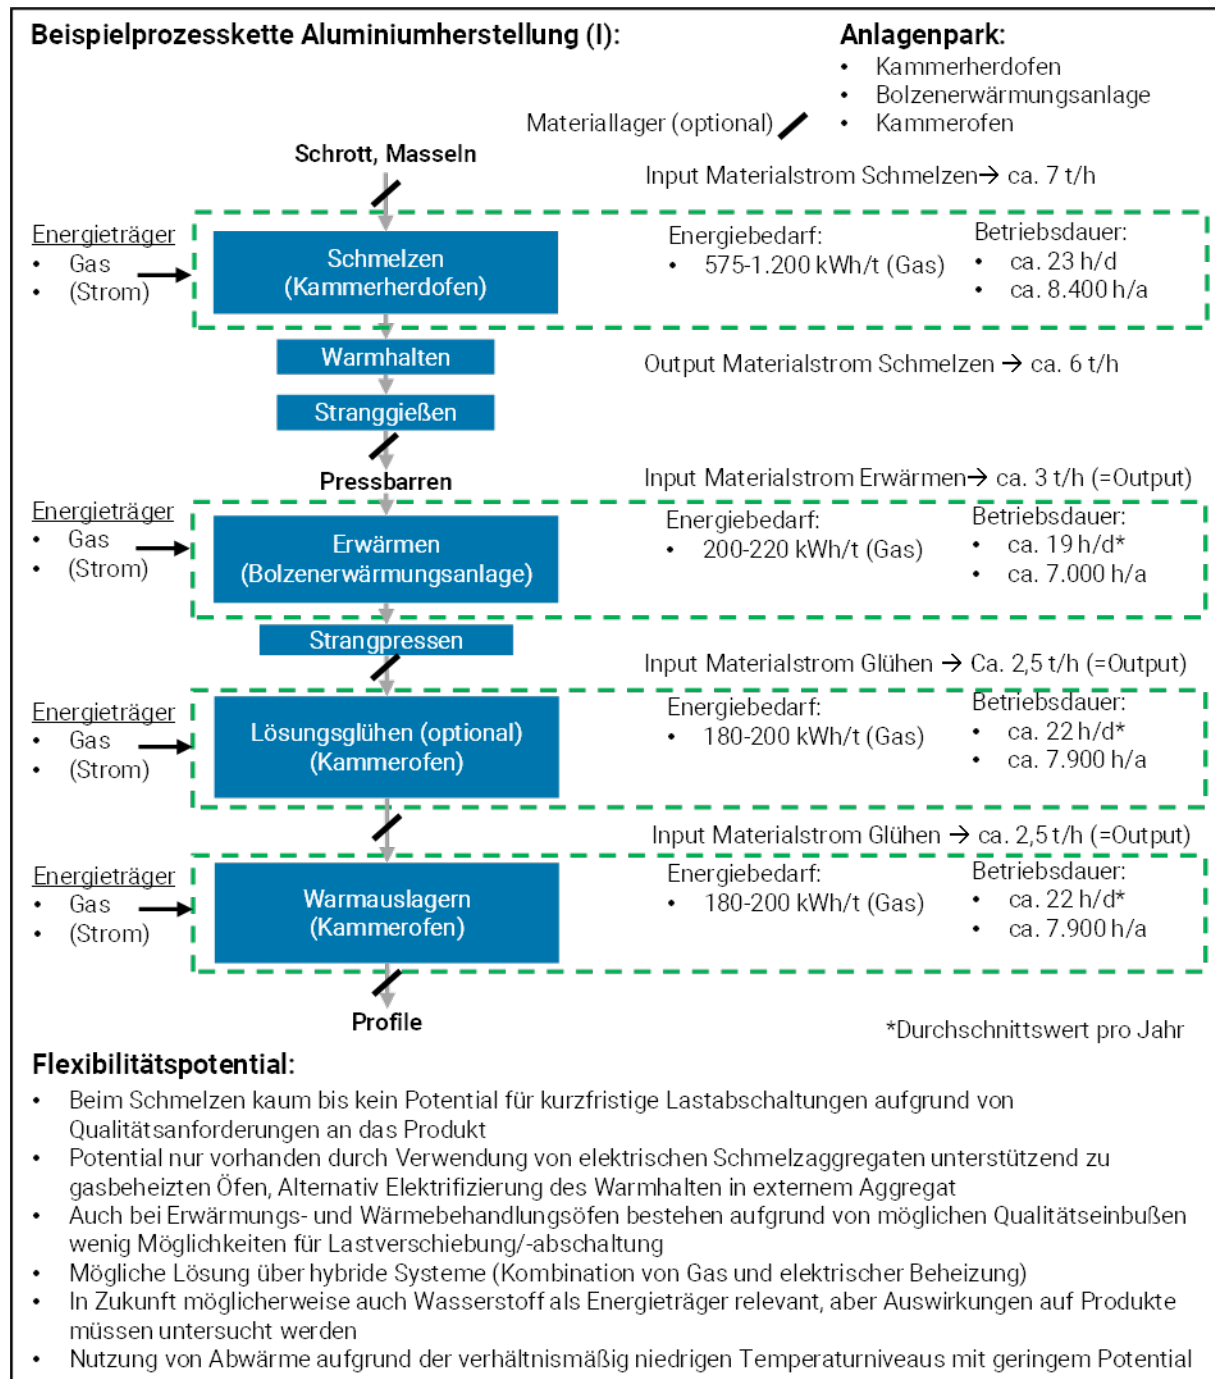 Beispielprozesskette Aluminiumherstellung (I):
Anlagenpark:
• Kammerherdofen
• Bolzenerwärmungsanlage
• Kammerofen
Materiallager (optional)
Schrott, Masseln
Input Materialstrom Schmelzen→ ca. 7 t/h
Energieträger
• Gas
• (Strom)
Schmelzen
(Kammerherdofen)
Energiebedarf:
• 575-1.200 kWh/t (Gas)
Betriebsdauer:
• ca. 23 h/d
• ca. 8.400 h/a
Warmhalten
Output Materialstrom Schmelzen → ca. 6 t/h
Stranggießen
Pressbarren
Input Materialstrom Erwärmen→ ca. 3 t/h (=Output)
Energieträger
• Gas
• (Strom)
Erwärmen
(Bolzenerwärmungsanlage)
Energiebedarf:
• 200-220 kWh/t (Gas)
Betriebsdauer:
• ca. 19 h/d*
• ca. 7.000 h/a
Strangpressen
Input Materialstrom Glühen → Ca. 2,5 t/h (=Output)
Energieträger
• Gas
• (Strom)
Lösungsglühen (optional)
(Kammerofen)
Energiebedarf:
• 180-200 kWh/t (Gas)
Betriebsdauer:
• ca. 22 h/d*
• ca. 7.900 h/a
Input Materialstrom Glühen → ca. 2,5 t/h (=Output)
Energieträger
• Gas
• (Strom)
Warmauslagern
(Kammerofen)
Energiebedarf:
• 180-200 kWh/t (Gas)
Betriebsdauer:
• ca. 22 h/d*
• ca. 7.900 h/a
Profile
*Durchschnittswert pro Jahr
Flexibilitätspotential:
• Beim Schmelzen kaum bis kein Potential für kurzfristige Lastabschaltungen aufgrund von
Qualitätsanforderungen an das Produkt
• Potential nur vorhanden durch Verwendung von elektrischen Schmelzaggregaten unterstützend zu
gasbeheizten Öfen, Alternativ Elektrifizierung des Warmhalten in externem Aggregat
• Auch bei Erwärmungs- und Wärmebehandlungsöfen bestehen aufgrund von möglichen Qualitätseinbußen
wenig Möglichkeiten für Lastverschiebung/-abschaltung
• Mögliche Lösung über hybride Systeme (Kombination von Gas und elektrischer Beheizung)
• In Zukunft möglicherweise auch Wasserstoff als Energieträger relevant, aber Auswirkungen auf Produkte
müssen untersucht werden
• Nutzung von Abwärme aufgrund der verhältnismäßig niedrigen Temperaturniveaus mit geringem Potential